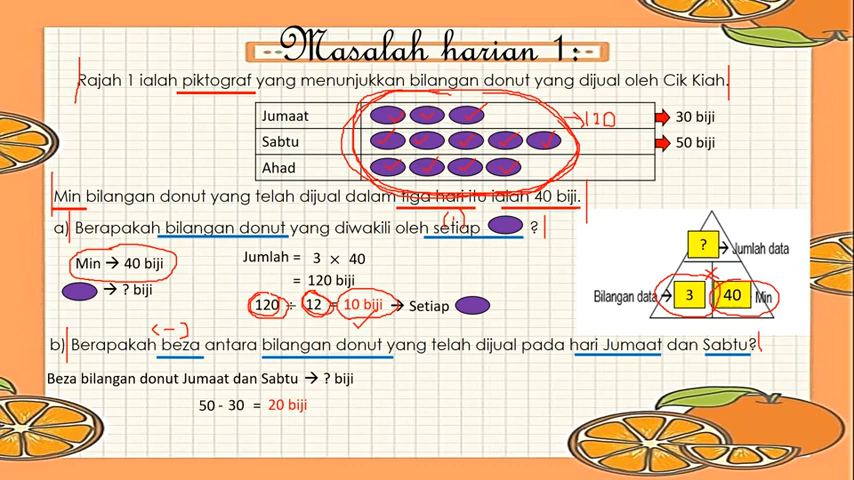 Masalah harian 1:
Rajah 1 ialah piktograf yang menunjukkan bilangan donut yang dijual oleh Cik Kiah.
Jumaat → 120 30 biji
Sabtu 50 biji
Ahad
Min bilangan donut yang telah dijual dalam tiga hari itu ialah 40 biji.
(1)
a) Berapakah bilangan donut yang diwakili oleh setiap ?
Min → 40 biji
→ ? biji
Jumlah = 3 × 40
= 120 biji
120 ÷ 12 = 10 biji → Setiap
? → Jumlah data
×
Bilangan data → 3 40 Min
(-)
b) Berapakah beza antara bilangan donut yang telah dijual pada hari Jumaat dan Sabtu?
Beza bilangan donut Jumaat dan Sabtu → ? biji
50 - 30 = 20 biji